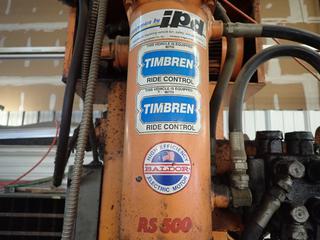 ipd
THIS VEHICLE IS EQUIPPED
WITH
TIMBREN
RIDE CONTROL
THIS VEHICLE IS EQUIPPED
WITH
TIMBREN
RIDE CONTROL
HIGH EFFICIENCY
BALDOR
ELECTRIC MOTOR
RS 500